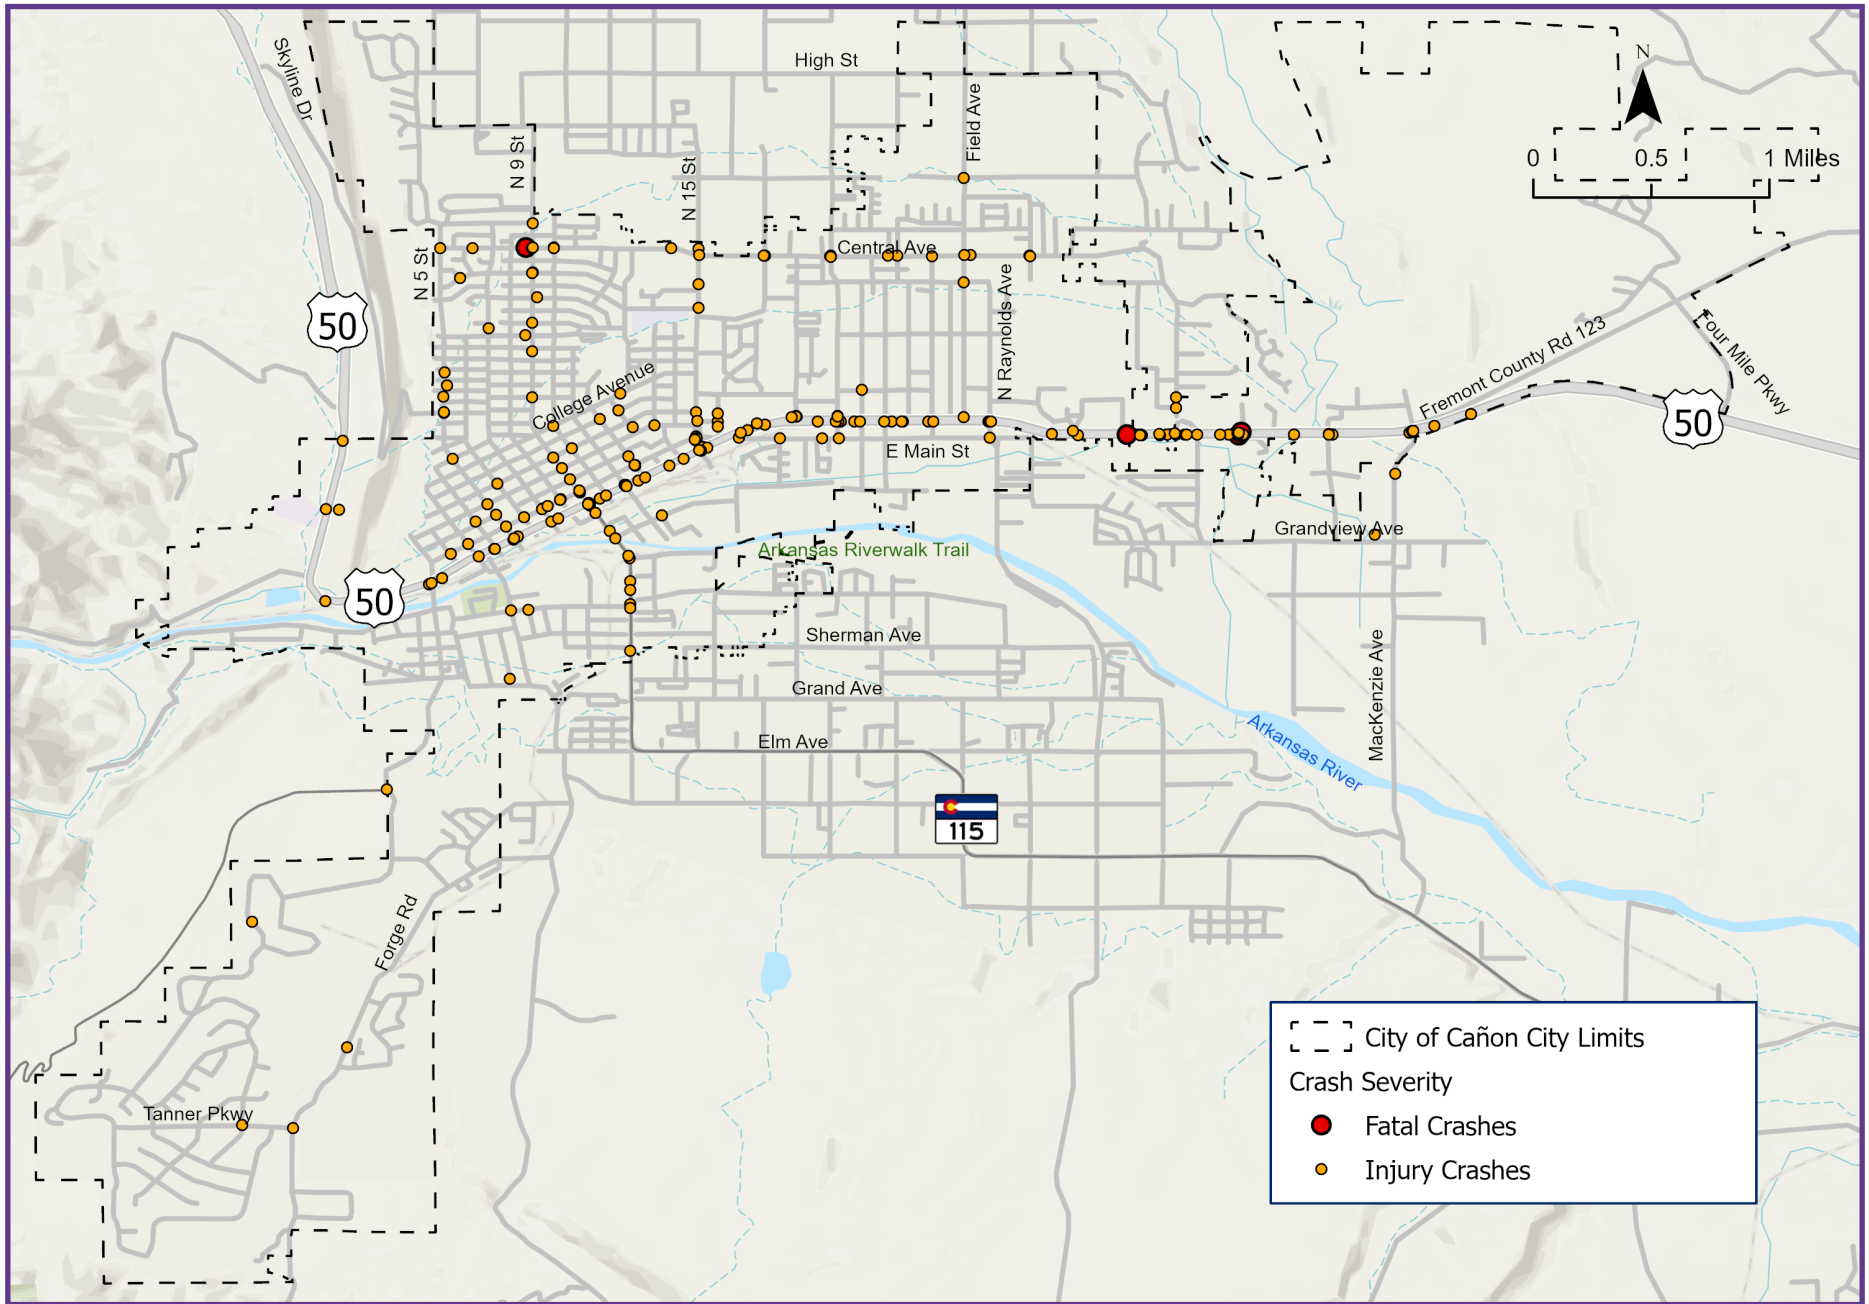 Skyline Dr
High St
N
Field Ave
N 9 St
N 15 St
0 0.5 1 Miles
N 5 St
Central Ave
50
N Raynolds Ave
Fremont County Rd 123
Four Mile Pkwy
College Avenue
50
E Main St
Grandview Ave
Arkansas Riverwalk Trail
50
Sherman Ave
MacKenzie Ave
Grand Ave
Elm Ave
Arkansas River
115
Forge Rd
Tanner Pkwy
City of Cañon City Limits
Crash Severity
Fatal Crashes
Injury Crashes